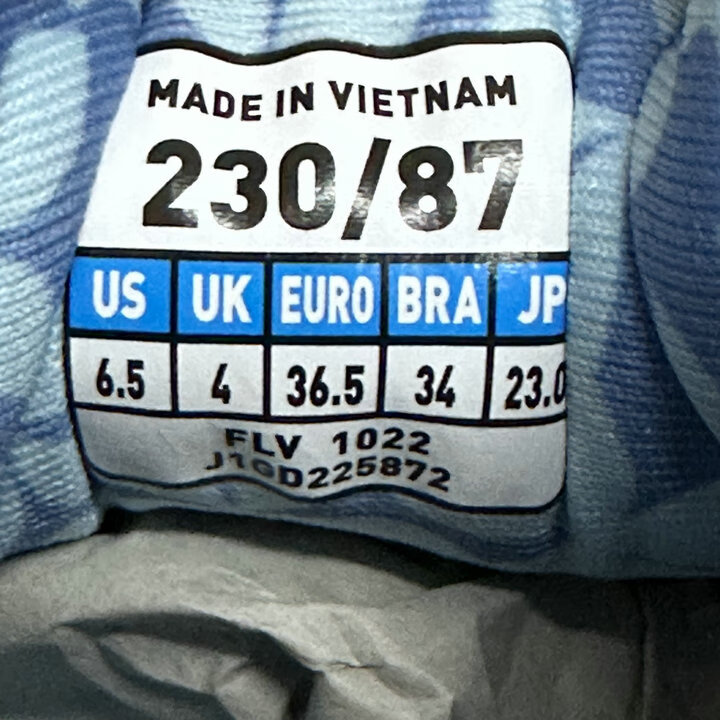 MADE IN VIETNAM
230/87
US UK EURO BRA JP
6.5 4 36.5 34 23.0
FLV 1022
J1GD225872